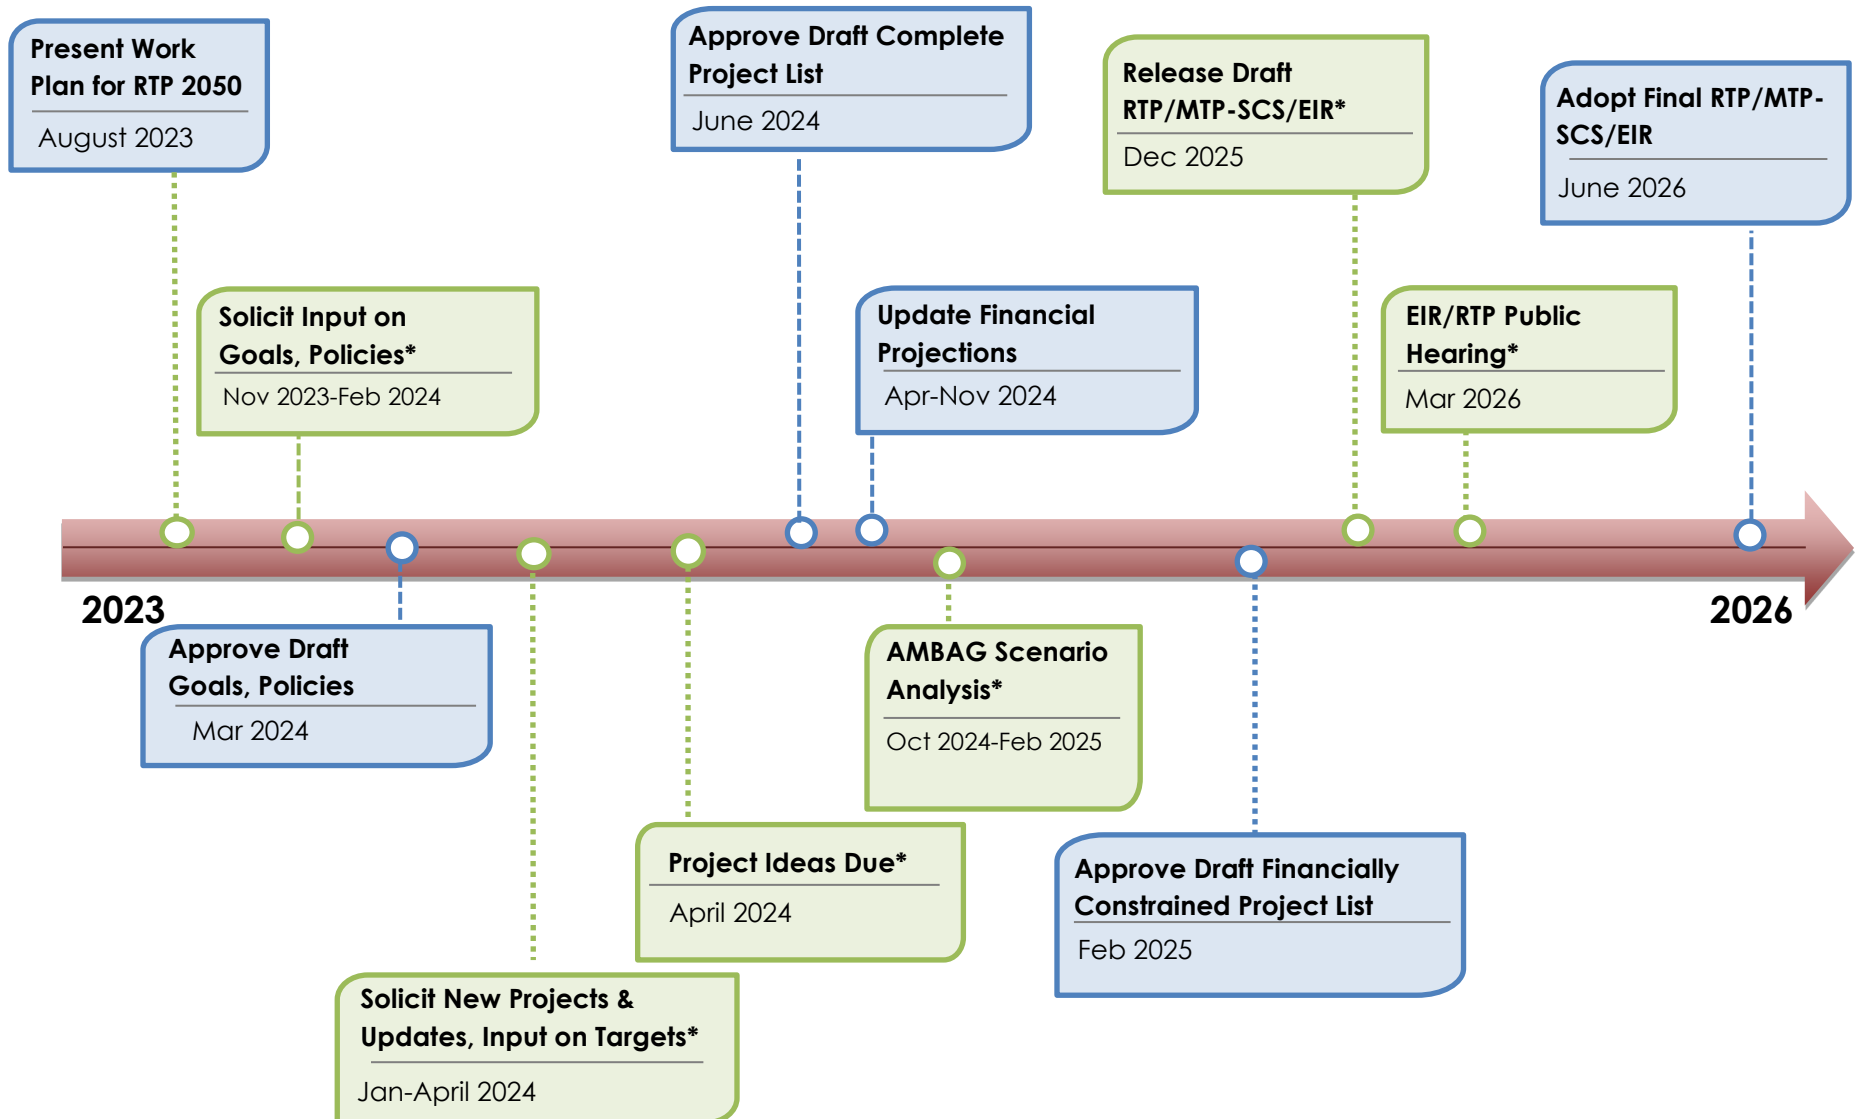 Present Work
Plan for RTP 2050
August 2023
Approve Draft Complete
Project List
June 2024
Release Draft
RTP/MTP-SCS/EIR*
Dec 2025
Adopt Final RTP/MTP-
SCS/EIR
June 2026
Solicit Input on
Goals, Policies*
Nov 2023-Feb 2024
Update Financial
Projections
Apr-Nov 2024
EIR/RTP Public
Hearing*
Mar 2026
2023
2026
Approve Draft
Goals, Policies
Mar 2024
AMBAG Scenario
Analysis*
Oct 2024-Feb 2025
Project Ideas Due*
April 2024
Approve Draft Financially
Constrained Project List
Feb 2025
Solicit New Projects &
Updates, Input on Targets*
Jan-April 2024